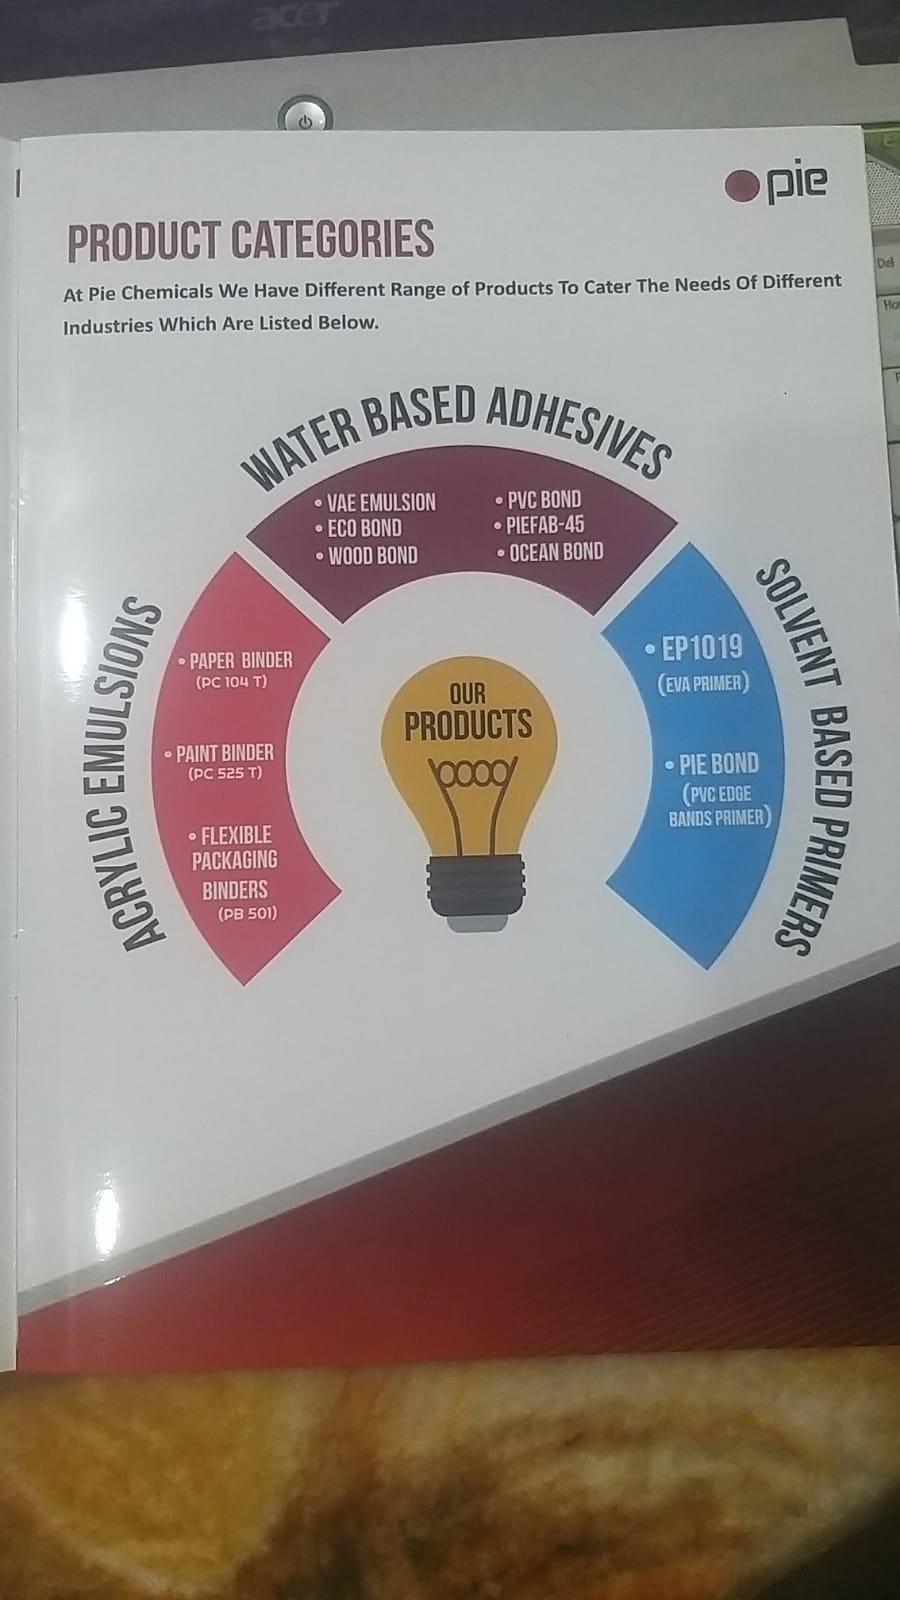 acer
pie
PRODUCT CATEGORIES
At Pie Chemicals We Have Different Range of Products To Cater The Needs Of Different
Industries Which Are Listed Below.
WATER BASED ADHESIVES
• VAE EMULSION
• ECO BOND
• WOOD BOND
• PVC BOND
• PIEFAB-45
• OCEAN BOND
ACRYLIC EMULSIONS
• PAPER BINDER
(PC 104 T)
• PAINT BINDER
(PC 525 T)
• FLEXIBLE
PACKAGING
BINDERS
(PB 501)
OUR
PRODUCTS
SOLVENT BASED PRIMERS
• EP1019
(EVA PRIMER)
• PIE BOND
(PVC EDGE
BANDS PRIMER)
Del